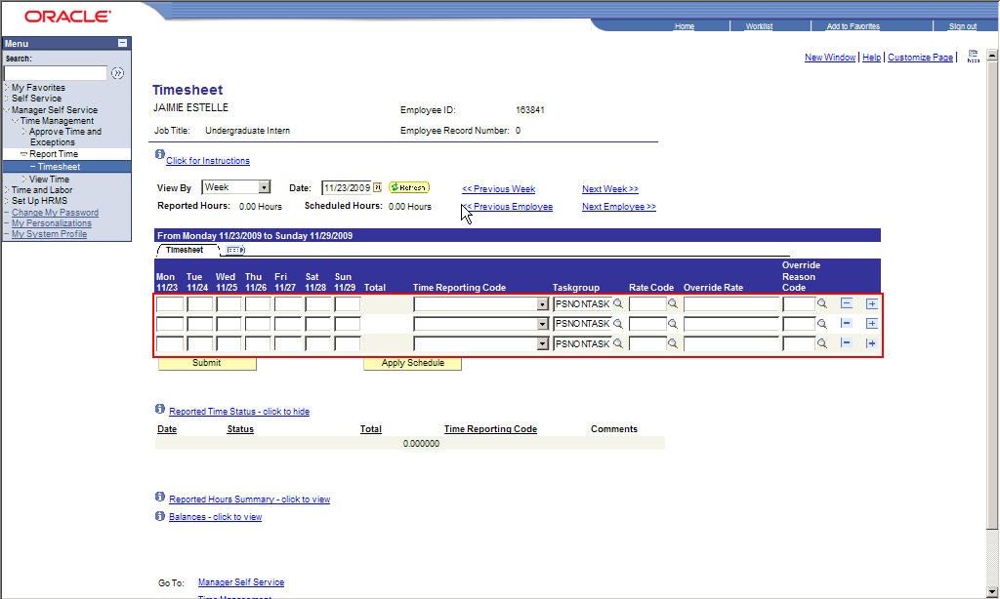 ORACLE'
Home
Worklist
Add to Favorites
Sign out
Menu
Search:
My Favorites
Self Service
Manager Self Service
Time Management
Approve Time and
Exceptions
Report Time
Timesheet
View Time
Time and Labor
Set Up HRMS
Change My Password
My Personalizations
My System Profile
New Window | Help | Customize Page |
Timesheet
JAIMIE ESTELLE
Employee ID: 163841
Job Title: Undergraduate Intern
Employee Record Number: 0
Click for Instructions
View By Week
Date: 11/23/2009 31 Refresh
<< Previous Week
Next Week >>
Reported Hours: 0.00 Hours
Scheduled Hours: 0.00 Hours
<< Previous Employee
Next Employee >>
From Monday 11/23/2009 to Sunday 11/29/2009
Timesheet
Mon 11/23
Tue 11/24
Wed 11/25
Thu 11/26
Fri 11/27
Sat 11/28
Sun 11/29
Total
Time Reporting Code
Taskgroup
Rate Code
Override Rate
Override Reason Code
PSNONTASK
PSNONTASK
PSNONTASK
Submit
Apply Schedule
Reported Time Status - click to hide
Date Status Total Time Reporting Code Comments
0.000000
Reported Hours Summary - click to view
Balances - click to view
Go To: Manager Self Service
Time Management